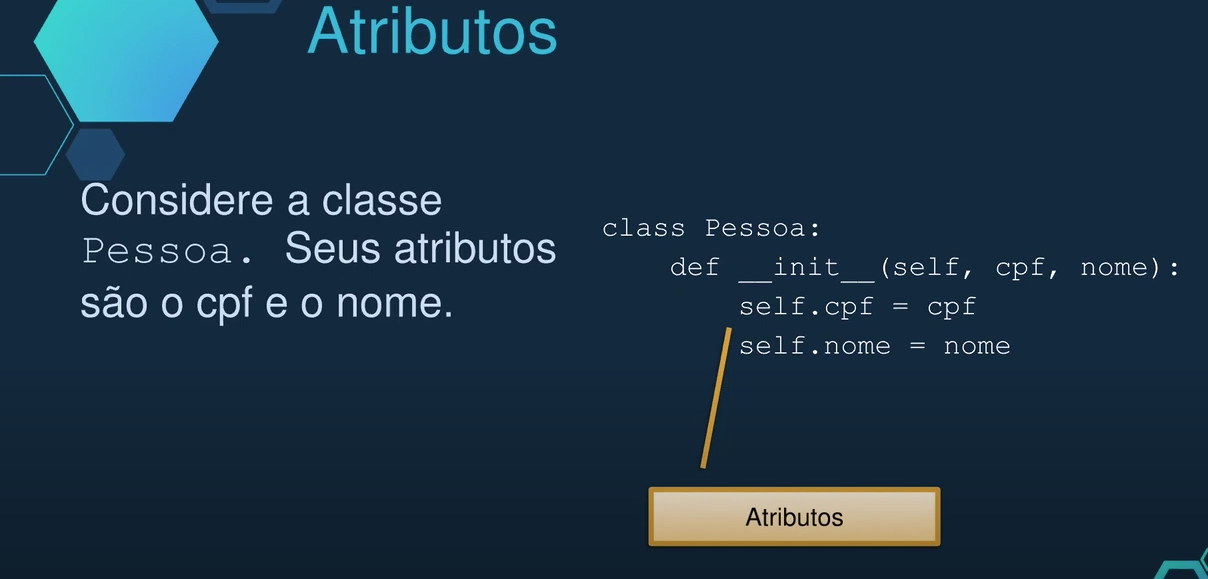 Atributos
Considere a classe
Pessoa. Seus atributos
são o cpf e o nome.
class Pessoa:
    def __init__(self, cpf, nome):
        self.cpf = cpf
        self.nome = nome
Atributos